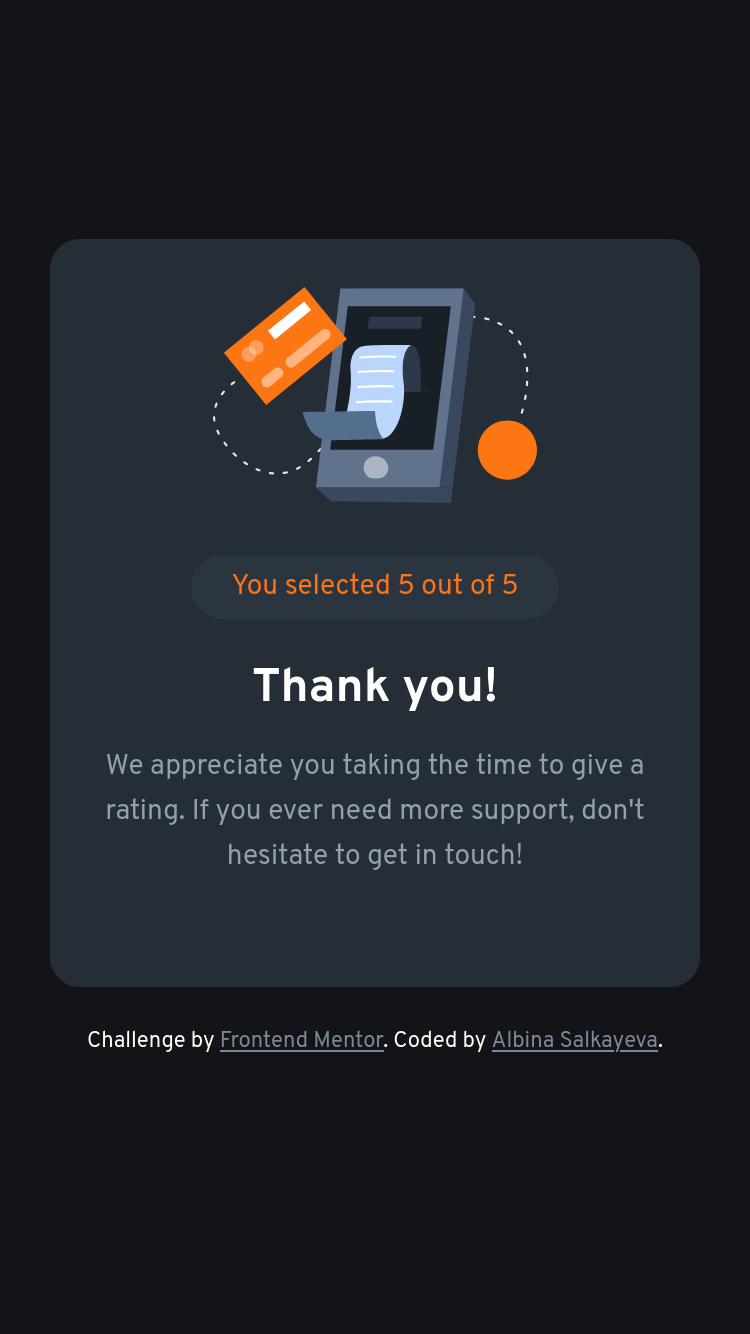 You selected 5 out of 5
Thank you!
We appreciate you taking the time to give a
rating. If you ever need more support, don't
hesitate to get in touch!
Challenge by Frontend Mentor. Coded by Albina Salkayeva.